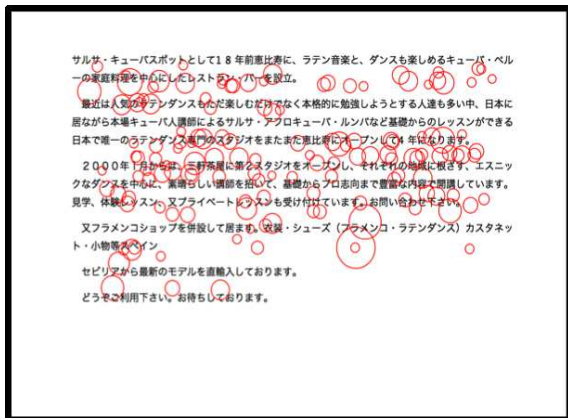 サルサ・キューバスポットとして18年前恵比寿に、ラテン音楽と、ダンスも楽しめるキューバ・ペル
ーの家庭料理を中心にしたレストラン・バーを設立。
最近は人気のラテンダンスもただ楽しむだけでなく本格的に勉強しようとする人達も多い中、日本に
居ながら本場キューバ人講師によるサルサ・アフロキューバ・ルンバなど基礎からのレッスンができる
日本で唯一のラテンダンス専門のスタジオをまたまた恵比寿にオープンして4年になります。
2000年1月からは、三軒茶屋に第2スタジオをオープンし、それぞれの地域に根ざす、エスニッ
クなダンスを中心に、素晴らしい講師を招いて、基礎からプロ志向まで豊富な内容で開講しています。
見学、体験レッスン、又プライベートレッスンも受け付けています。お問い合わせ下さい。
又フラメンコショップを併設して居ます。衣装・シューズ（フラメンコ・ラテンダンス）カスタネッ
ト・小物等スペイン
セビリアから最新のモデルを直輸入しております。
どうぞご利用下さい。お待ちしております。